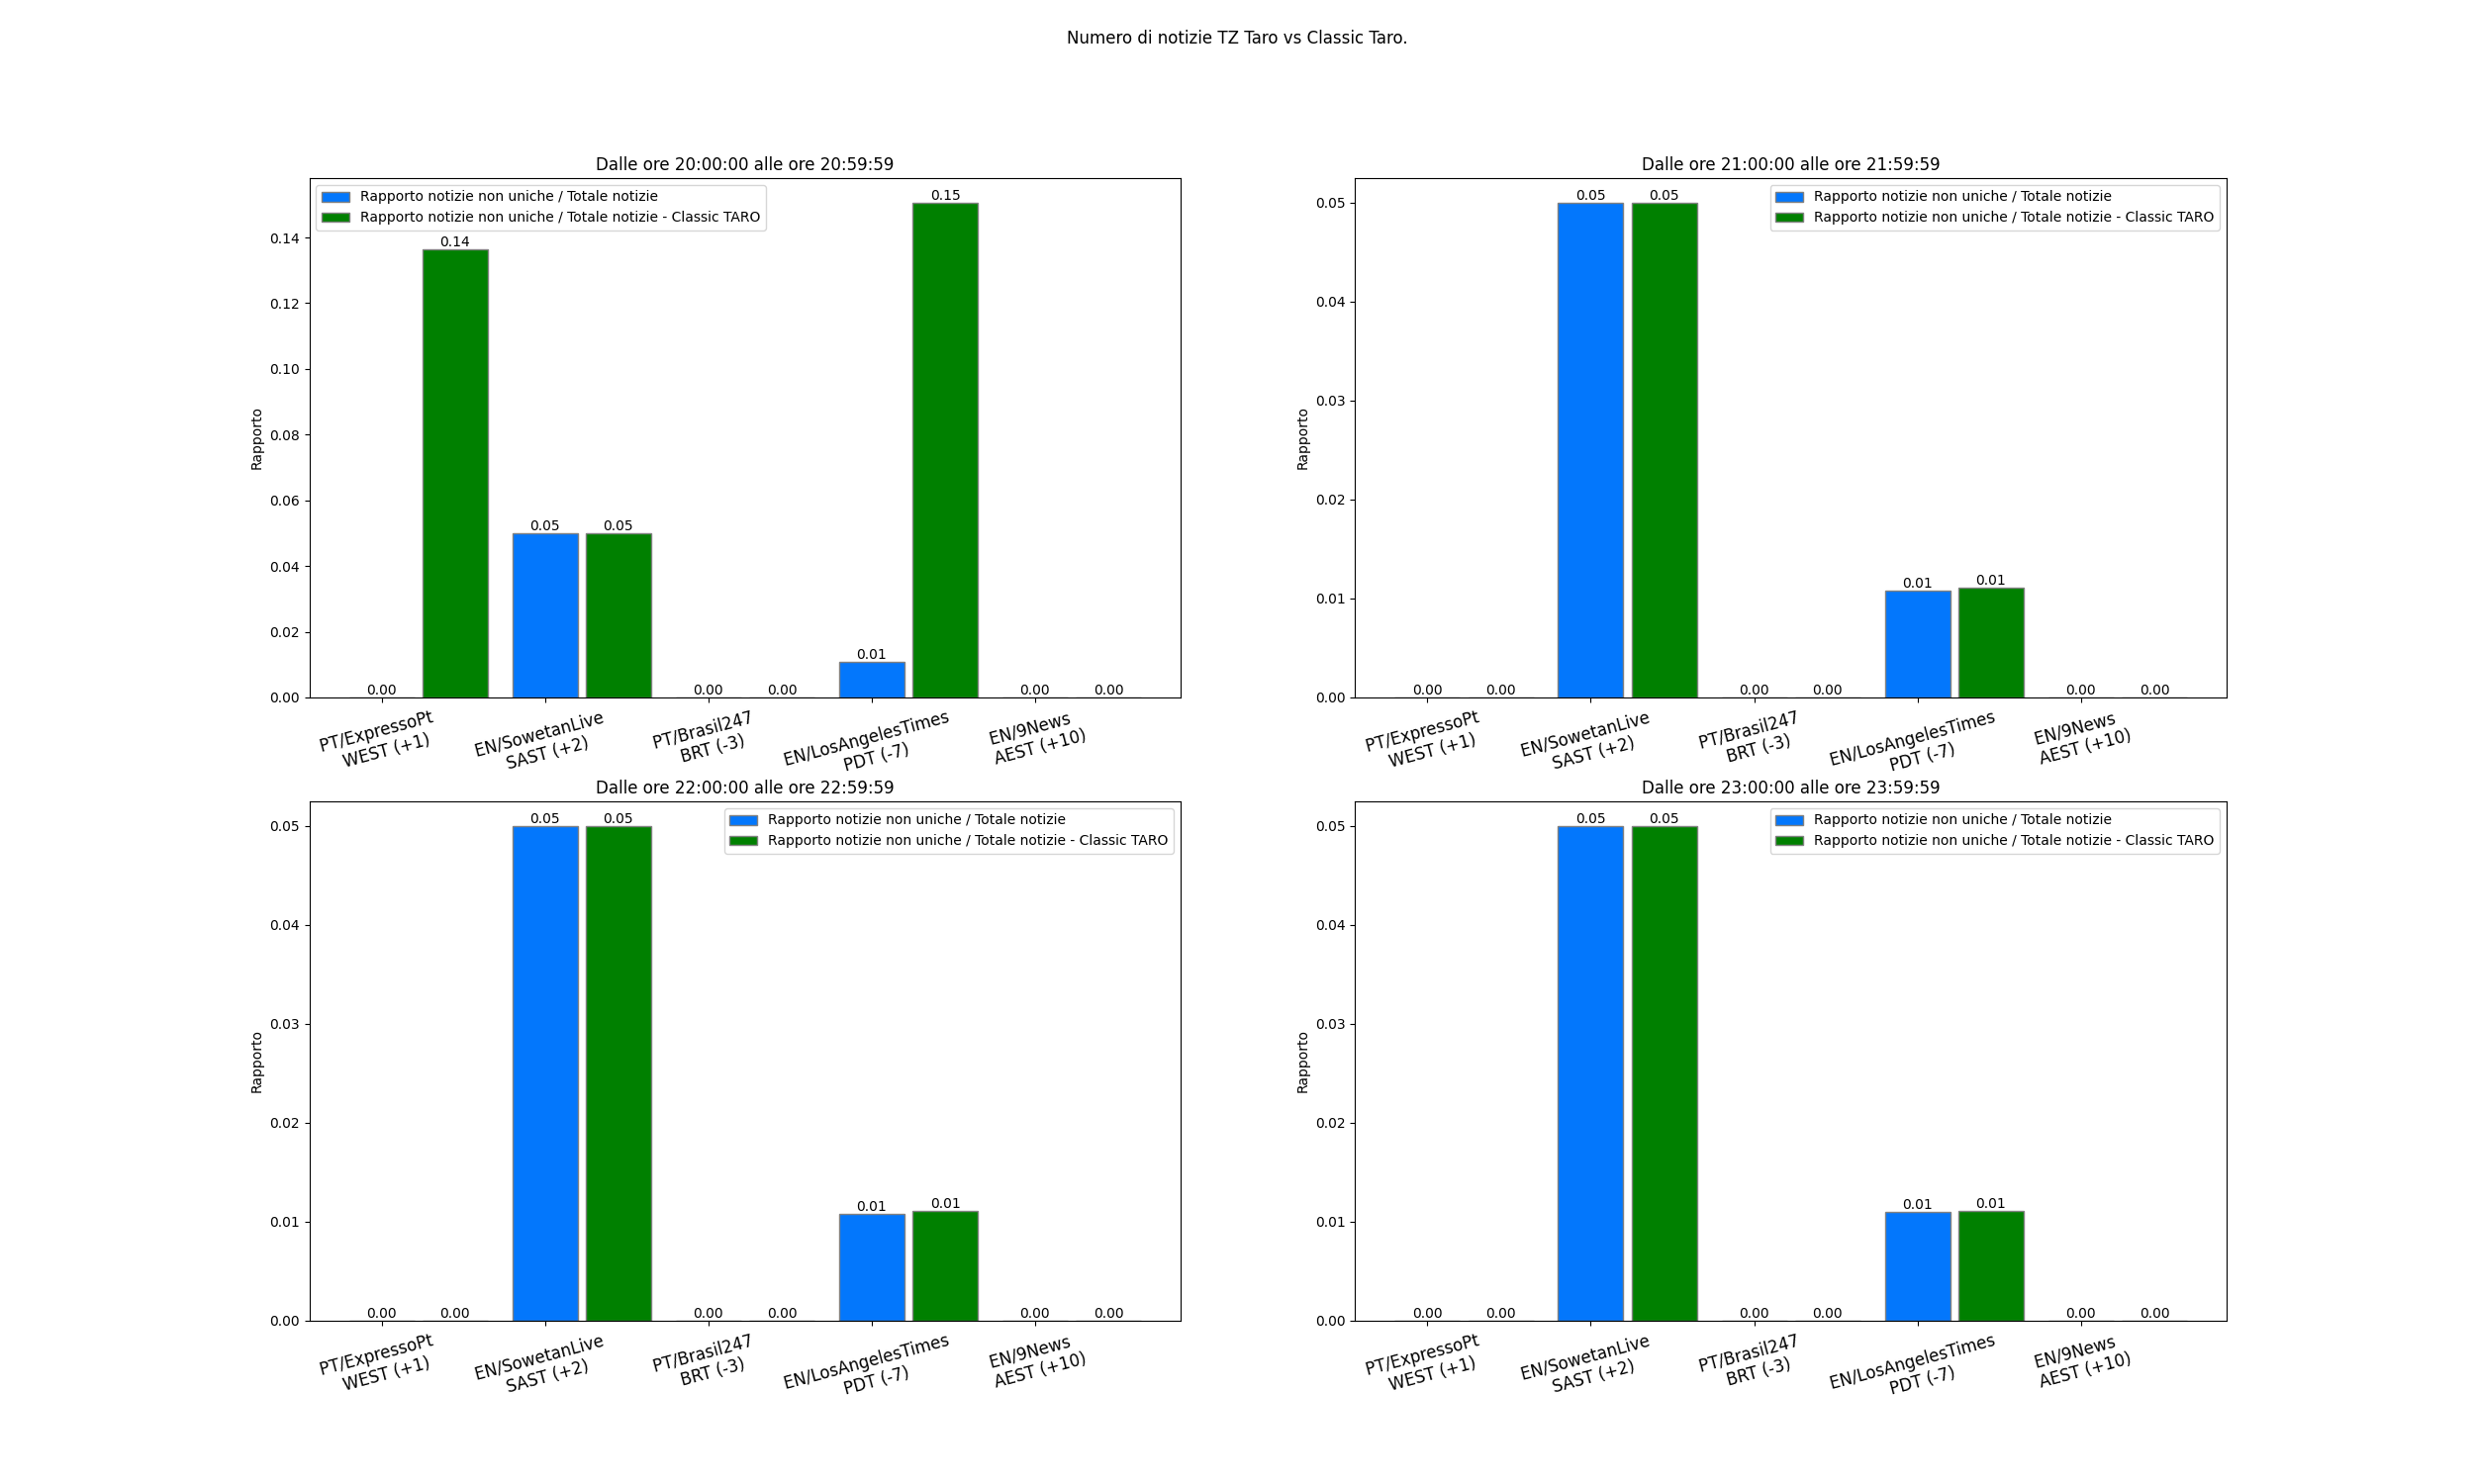 Numero di notizie TZ Taro vs Classic Taro.
Dalle ore 20:00:00 alle ore 20:59:59
Rapporto notizie non uniche / Totale notizie
Rapporto notizie non uniche / Totale notizie - Classic TARO
Rapporto
0.14
0.12
0.10
0.08
0.06
0.04
0.02
0.00
0.00
0.14
0.05
0.05
0.00
0.00
0.01
0.15
0.00
0.00
PT/ExpressoPt
WEST (+1)
EN/SowetanLive
SAST (+2)
PT/Brasil247
BRT (-3)
EN/LosAngelesTimes
PDT (-7)
EN/9News
AEST (+10)
Dalle ore 21:00:00 alle ore 21:59:59
Rapporto notizie non uniche / Totale notizie
Rapporto notizie non uniche / Totale notizie - Classic TARO
Rapporto
0.05
0.04
0.03
0.02
0.01
0.00
0.00
0.00
0.05
0.05
0.00
0.00
0.01
0.01
0.00
0.00
PT/ExpressoPt
WEST (+1)
EN/SowetanLive
SAST (+2)
PT/Brasil247
BRT (-3)
EN/LosAngelesTimes
PDT (-7)
EN/9News
AEST (+10)
Dalle ore 22:00:00 alle ore 22:59:59
Rapporto notizie non uniche / Totale notizie
Rapporto notizie non uniche / Totale notizie - Classic TARO
Rapporto
0.05
0.04
0.03
0.02
0.01
0.00
0.00
0.00
0.05
0.05
0.00
0.00
0.01
0.01
0.00
0.00
PT/ExpressoPt
WEST (+1)
EN/SowetanLive
SAST (+2)
PT/Brasil247
BRT (-3)
EN/LosAngelesTimes
PDT (-7)
EN/9News
AEST (+10)
Dalle ore 23:00:00 alle ore 23:59:59
Rapporto notizie non uniche / Totale notizie
Rapporto notizie non uniche / Totale notizie - Classic TARO
Rapporto
0.05
0.04
0.03
0.02
0.01
0.00
0.00
0.00
0.05
0.05
0.00
0.00
0.01
0.01
0.00
0.00
PT/ExpressoPt
WEST (+1)
EN/SowetanLive
SAST (+2)
PT/Brasil247
BRT (-3)
EN/LosAngelesTimes
PDT (-7)
EN/9News
AEST (+10)